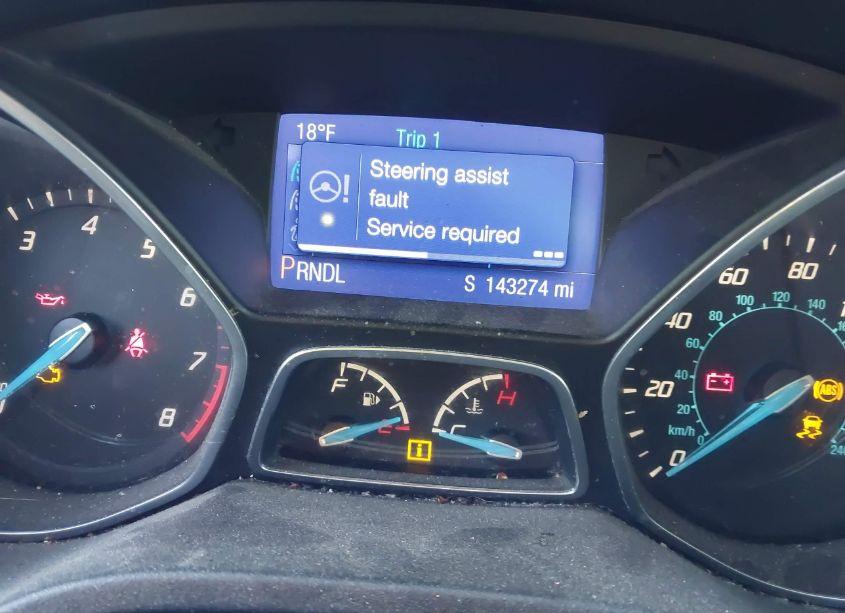 18°F Trip 1
Steering assist
fault
Service required
PRNDL S 143274 mi
3 4 5 6 7 8
F E
H C
i
0 20 40 60 80
km/h 0 20 40 60 80 100 120 140
ABS